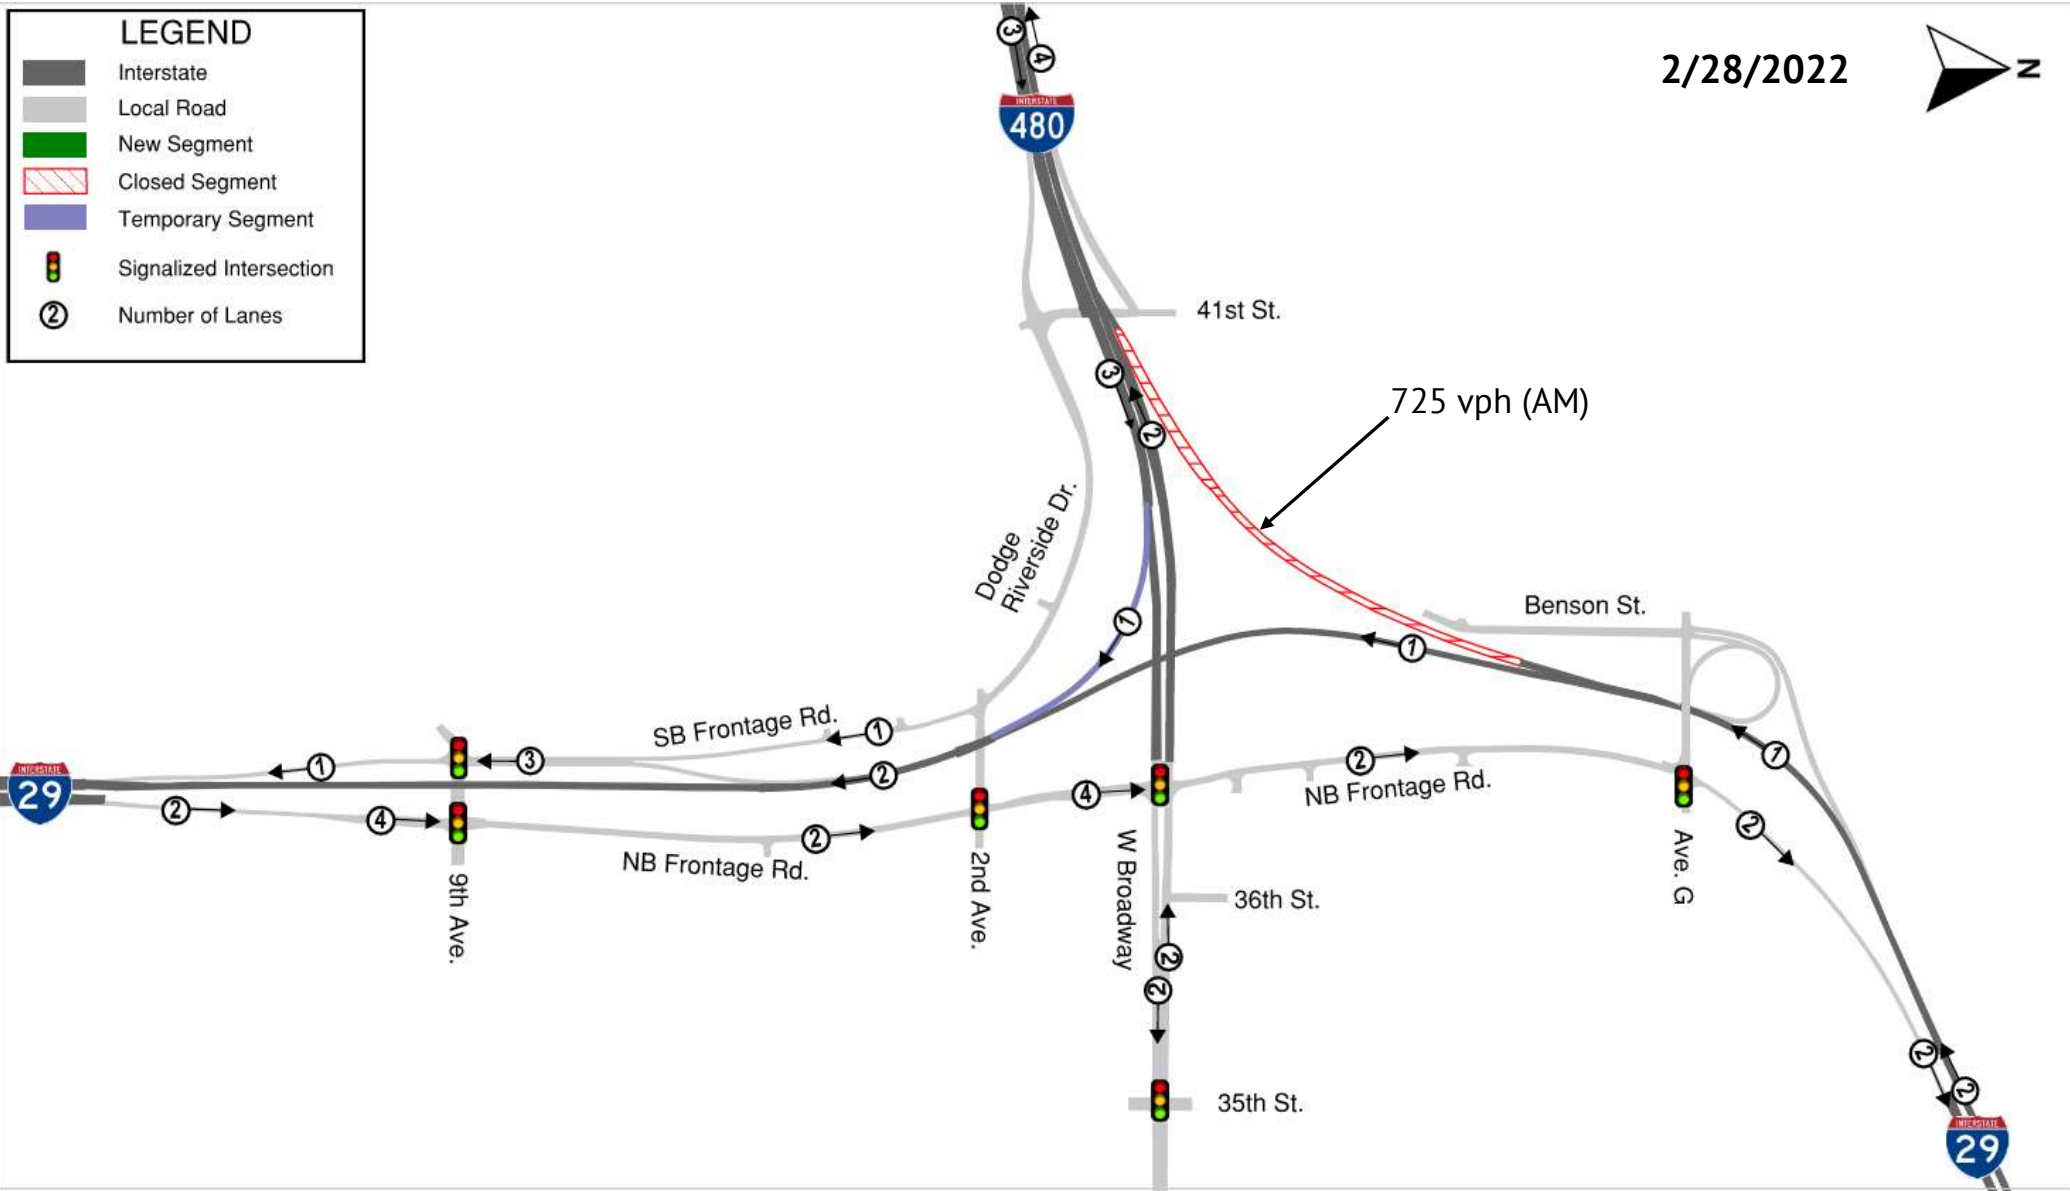 LEGEND
Interstate
Local Road
New Segment
Closed Segment
Temporary Segment
Signalized Intersection
2
Number of Lanes
3
4
INTERSTATE
480
2/28/2022
N
41st St.
3
2
725 vph (AM)
Dodge
Riverside Dr.
1
Benson St.
1
SB Frontage Rd.
1
3
1
2
INTERSTATE
29
2
4
2
NB Frontage Rd.
4
2
NB Frontage Rd.
1
2
9th Ave.
2nd Ave.
W Broadway
36th St.
Ave. G
2
2
35th St.
2
2
INTERSTATE
29